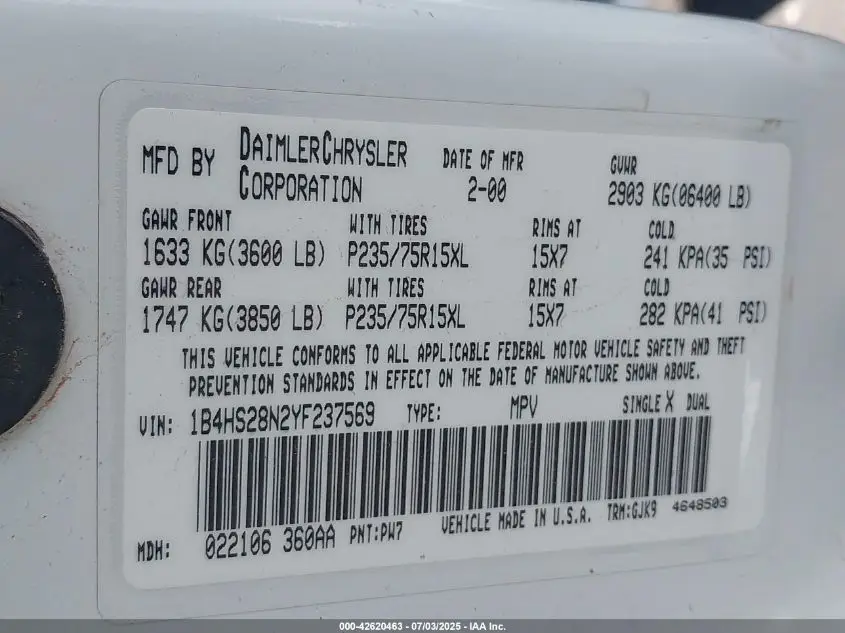 MFD BY DAIMLERCHRYSLER CORPORATION DATE OF MFR 2-00 GVWR 2903 KG(06400 LB)
GAWR FRONT WITH TIRES RIMS AT COLD
1633 KG(3600 LB) P235/75R15XL 15X7 241 KPA(35 PSI)
GAWR REAR WITH TIRES RIMS AT COLD
1747 KG(3850 LB) P235/75R15XL 15X7 282 KPA(41 PSI)
THIS VEHICLE CONFORMS TO ALL APPLICABLE FEDERAL MOTOR VEHICLE SAFETY AND THEFT
PREVENTION STANDARDS IN EFFECT ON THE DATE OF MANUFACTURE SHOWN ABOVE.
VIN: 1B4HS28N2YF237569 TYPE: MPV SINGLE X DUAL
MDH: 022106 360AA PNT:PW7 VEHICLE MADE IN U.S.A. TRM:GJK9 4648503
000-42620463 - 07/03/2025 - IAA Inc.